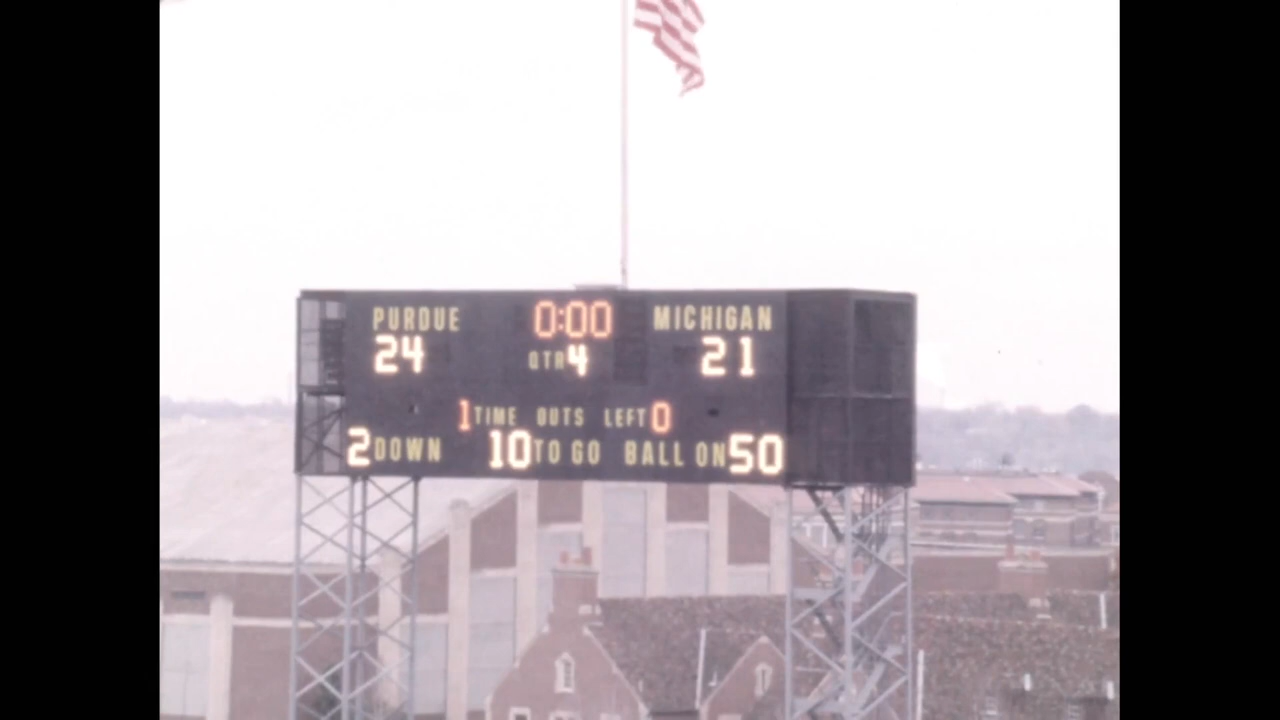 PURDUE 0:00 MICHIGAN
24 QTR 4 21
1 TIME OUTS LEFT 0
2 DOWN 10 TO GO BALL ON 50